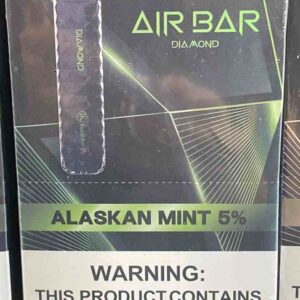 AIR BAR
DIAMOND
DIAMOND
ALASKAN MINT 5%
WARNING:
THIS PRODUCT CONTAINS